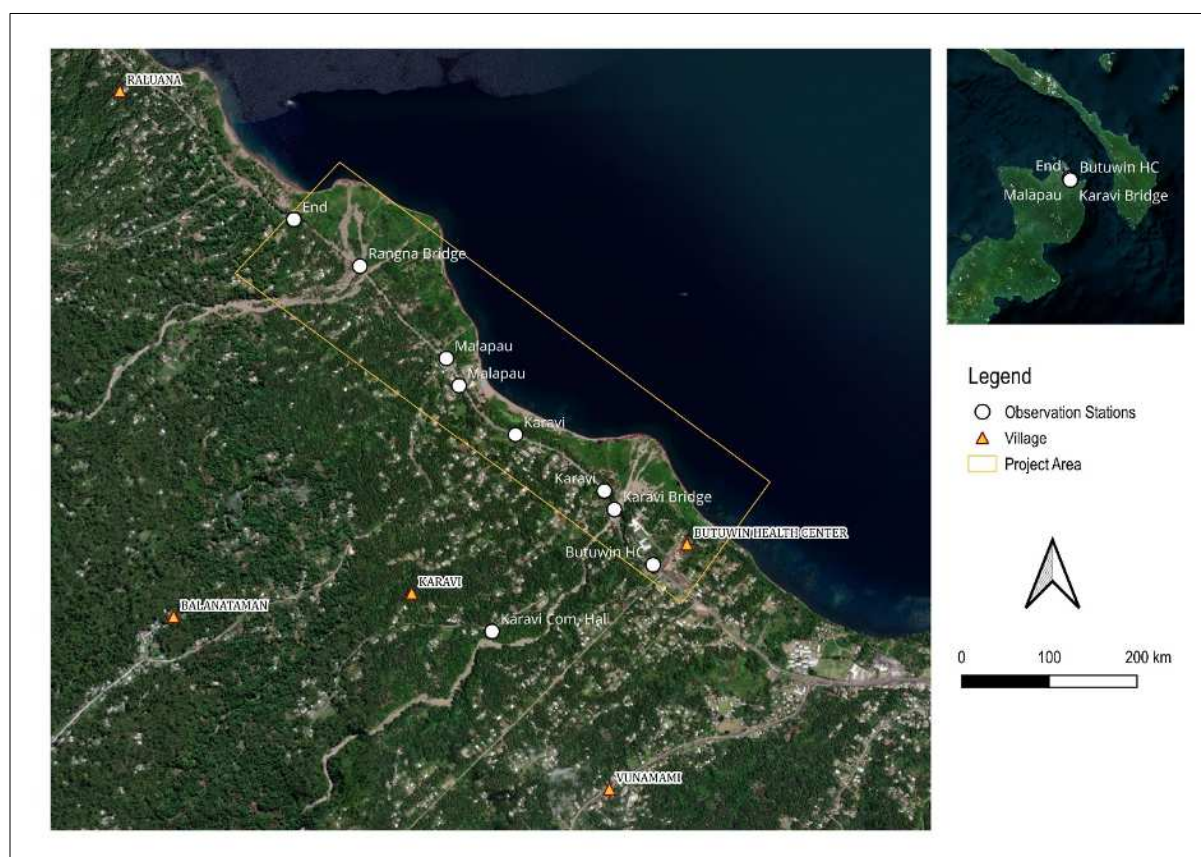 RALUANA
End
Rangna Bridge
Malapau
Malapau
Karavi
Karavi
Karavi Bridge
BUTUWIN HEALTH CENTER
Butuwin HC
KARAVI
BALANATAMAN
Karavi Com. Hal
VUNAMAMI
End
Butuwin HC
Malapau
Karavi Bridge
Legend
Observation Stations
Village
Project Area
0 100 200 km